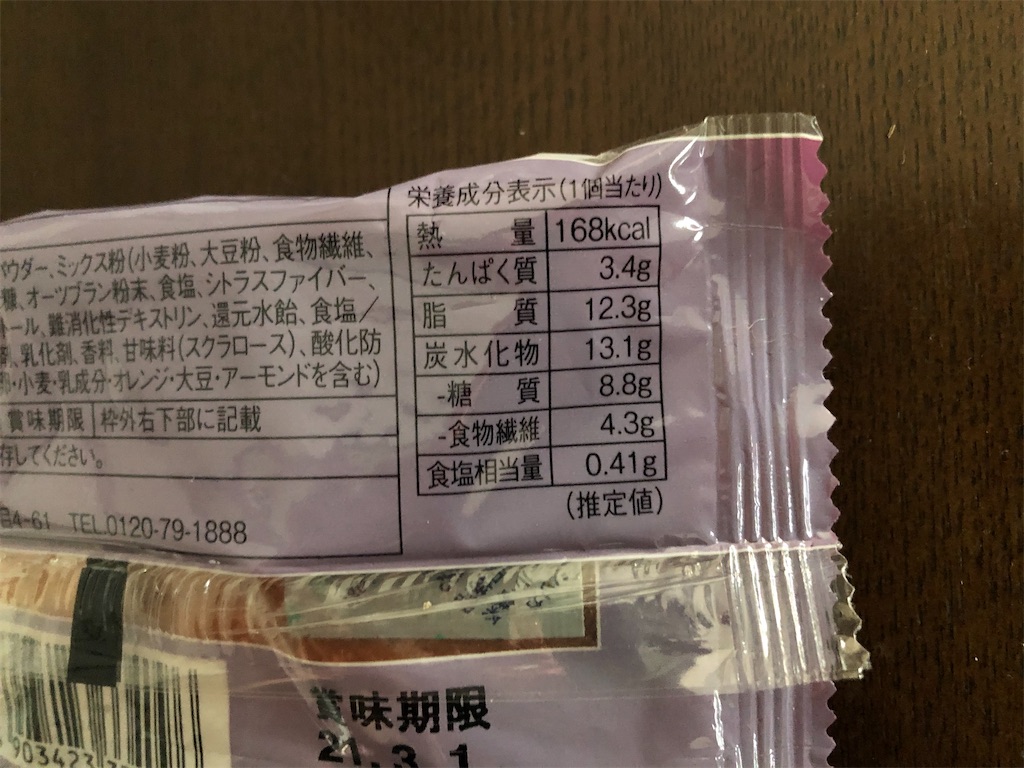 パウダー、ミックス粉(小麦粉、大豆粉、食物繊維、
糠、オーツブラン粉末、食塩、シトラスファイバー、
トール、難消化性デキストリン、還元水飴、食塩／
剤、乳化剤、香料、甘味料(スクラロース)、酸化防
卵・小麦・乳成分・オレンジ・大豆・アーモンドを含む)
賞味期限 枠外右下部に記載
存してください。
目4-61 TEL.0120-79-1888
栄養成分表示(1個当たり)
熱量 168kcal
たんぱく質 3.4g
脂質 12.3g
炭水化物 13.1g
-糖質 8.8g
-食物繊維 4.3g
食塩相当量 0.41g
(推定値)
賞味期限
21.3.1
903423